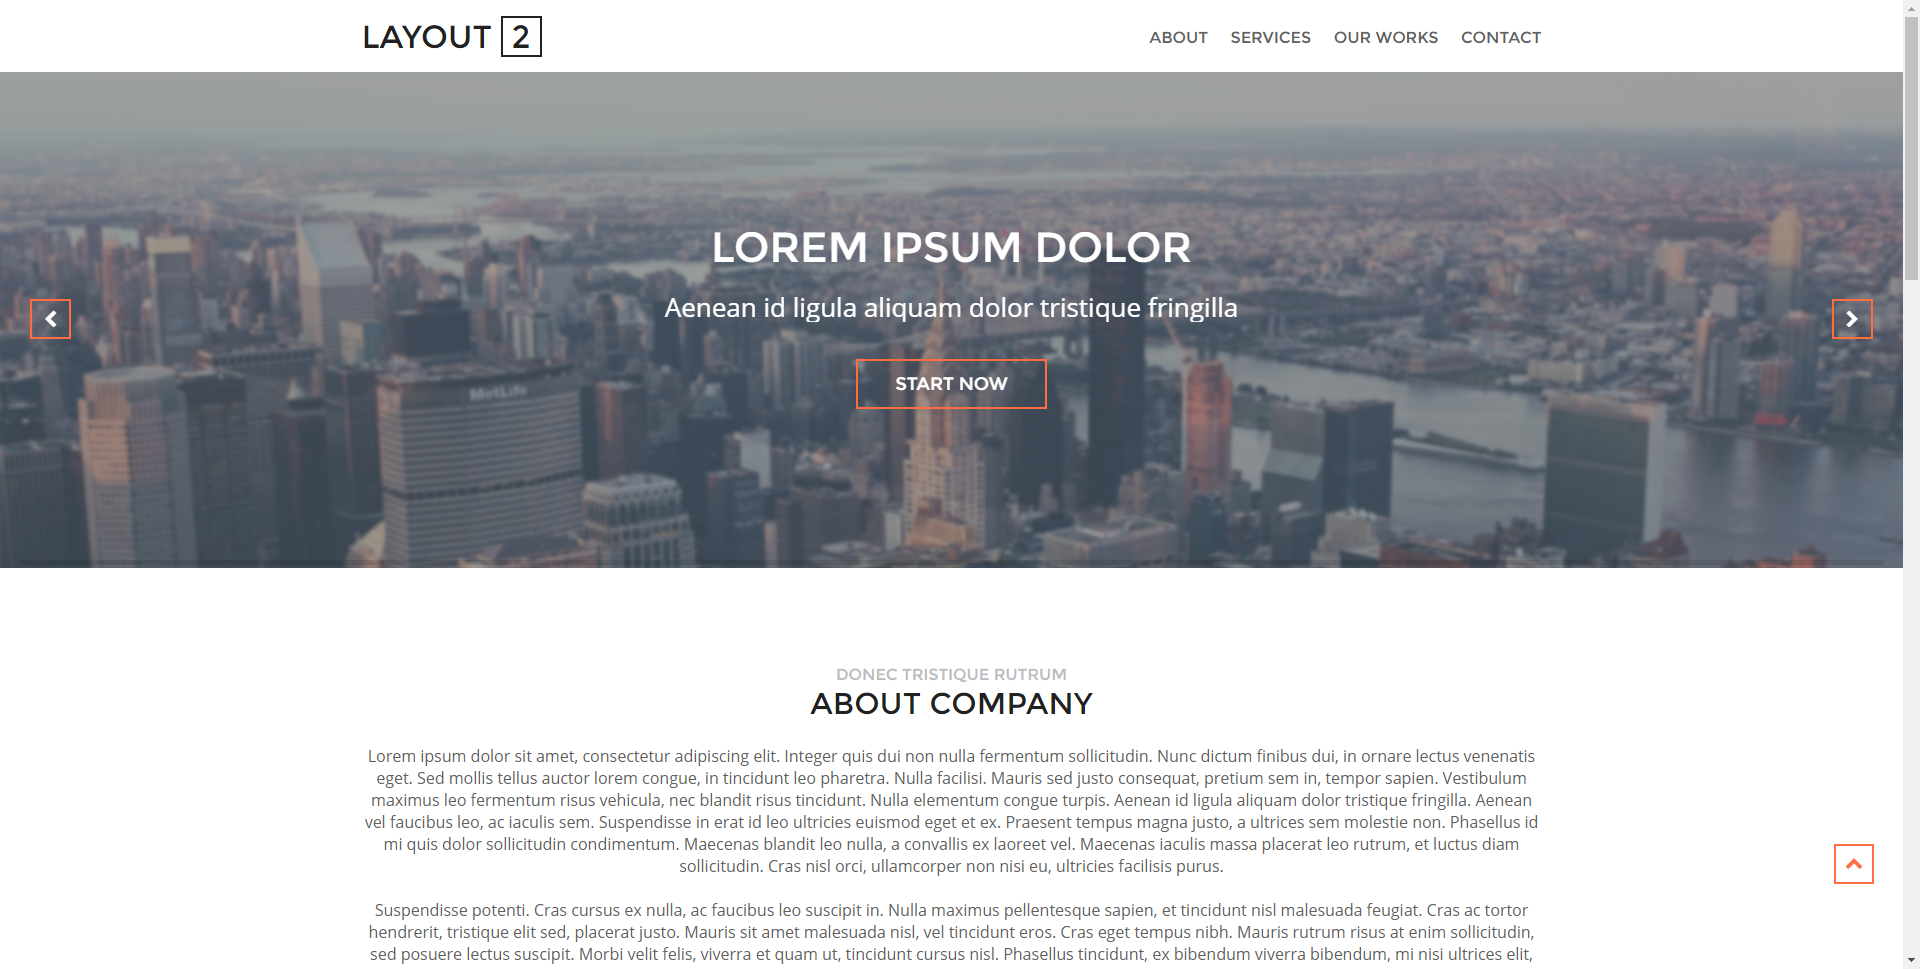 LAYOUT 2
ABOUT SERVICES OUR WORKS CONTACT
LOREM IPSUM DOLOR
Aenean id ligula aliquam dolor tristique fringilla
START NOW
MetLife
DONEC TRISTIQUE RUTRUM
ABOUT COMPANY
Lorem ipsum dolor sit amet, consectetur adipiscing elit. Integer quis dui non nulla fermentum sollicitudin. Nunc dictum finibus dui, in ornare lectus venenatis
eget. Sed mollis tellus auctor lorem congue, in tincidunt leo pharetra. Nulla facilisi. Mauris sed justo consequat, pretium sem in, tempor sapien. Vestibulum
maximus leo fermentum risus vehicula, nec blandit risus tincidunt. Nulla elementum congue turpis. Aenean id ligula aliquam dolor tristique fringilla. Aenean
vel faucibus leo, ac iaculis sem. Suspendisse in erat id leo ultricies euismod eget et ex. Praesent tempus magna justo, a ultrices sem molestie non. Phasellus id
mi quis dolor sollicitudin condimentum. Maecenas blandit leo nulla, a convallis ex laoreet vel. Maecenas iaculis massa placerat leo rutrum, et luctus diam
sollicitudin. Cras nisl orci, ullamcorper non nisi eu, ultricies facilisis purus.
Suspendisse potenti. Cras cursus ex nulla, ac faucibus leo suscipit in. Nulla maximus pellentesque sapien, et tincidunt nisl malesuada feugiat. Cras ac tortor
hendrerit, tristique elit sed, placerat justo. Mauris sit amet malesuada nisl, vel tincidunt eros. Cras eget tempus nibh. Mauris rutrum risus at enim sollicitudin,
sed posuere lectus suscipit. Morbi velit felis, viverra et quam ut, tincidunt cursus nisl. Phasellus tincidunt, ex bibendum viverra bibendum, mi nisi ultrices elit,